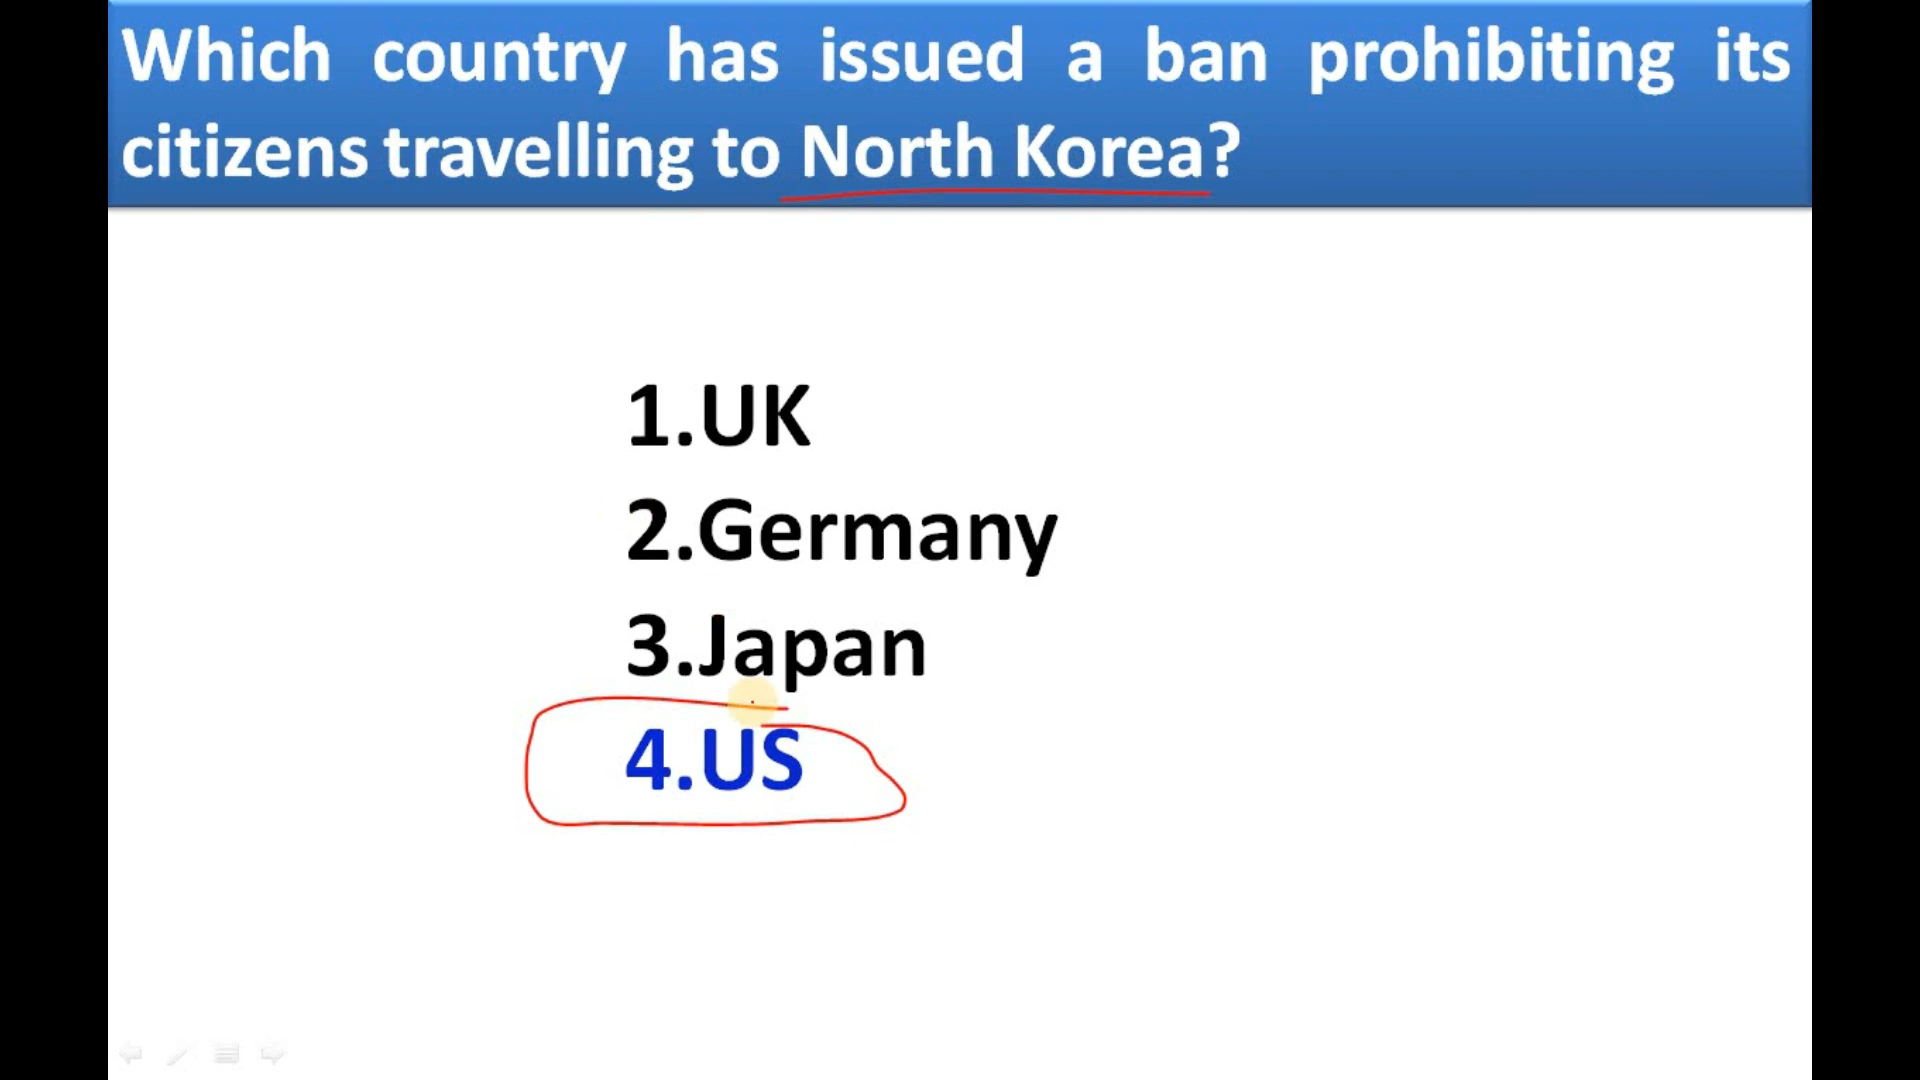 Which country has issued a ban prohibiting its
citizens travelling to North Korea?
1.UK
2.Germany
3.Japan
4.US